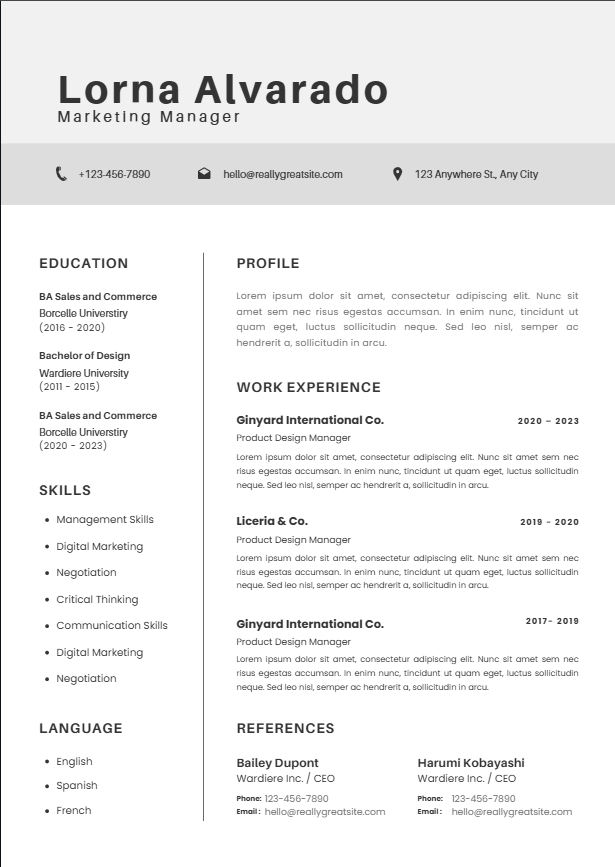 Lorna Alvarado
Marketing Manager
+123-456-7890
hello@reallygreatsite.com
123 Anywhere St., Any City
EDUCATION
BA Sales and Commerce
Borcelle Universtiry
(2016 - 2020)
Bachelor of Design
Wardiere University
(2011 - 2015)
BA Sales and Commerce
Borcelle Universtiry
(2020 - 2023)
SKILLS
• Management Skills
• Digital Marketing
• Negotiation
• Critical Thinking
• Communication Skills
• Digital Marketing
• Negotiation
LANGUAGE
• English
• Spanish
• French
PROFILE
Lorem ipsum dolor sit amet, consectetur adipiscing elit. Nunc sit
amet sem nec risus egestas accumsan. In enim nunc, tincidunt ut
quam eget, luctus sollicitudin neque. Sed leo nisl, semper ac
hendrerit a, sollicitudin in arcu.
WORK EXPERIENCE
Ginyard International Co.
2020 – 2023
Product Design Manager
Lorem ipsum dolor sit amet, consectetur adipiscing elit. Nunc sit amet sem nec
risus egestas accumsan. In enim nunc, tincidunt ut quam eget, luctus sollicitudin
neque. Sed leo nisl, semper ac hendrerit a, sollicitudin in arcu.
Liceria & Co.
2019 - 2020
Product Design Manager
Lorem ipsum dolor sit amet, consectetur adipiscing elit. Nunc sit amet sem nec
risus egestas accumsan. In enim nunc, tincidunt ut quam eget, luctus sollicitudin
neque. Sed leo nisl, semper ac hendrerit a, sollicitudin in arcu.
Ginyard International Co.
2017- 2019
Product Design Manager
Lorem ipsum dolor sit amet, consectetur adipiscing elit. Nunc sit amet sem nec
risus egestas accumsan. In enim nunc, tincidunt ut quam eget, luctus sollicitudin
neque. Sed leo nisl, semper ac hendrerit a, sollicitudin in arcu.
REFERENCES
Bailey Dupont
Wardiere Inc. / CEO
Phone: 123-456-7890
Email : hello@reallygreatsite.com
Harumi Kobayashi
Wardiere Inc. / CEO
Phone: 123-456-7890
Email : hello@reallygreatsite.com